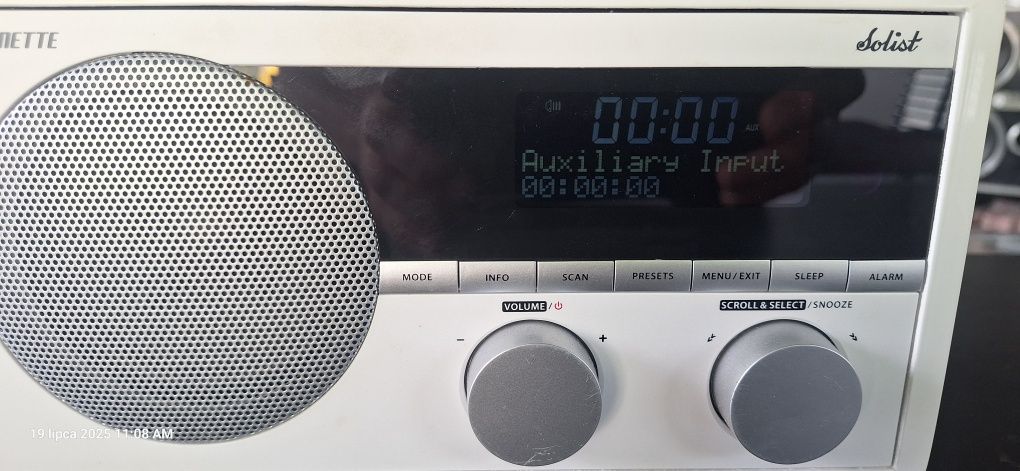 NETTE
Solist
00:00
AUX
Auxiliary Input
00:00:00
MODE INFO SCAN PRESETS MENU/EXIT SLEEP ALARM
VOLUME/⏻ SCROLL & SELECT/SNOOZE
− +
19 lipca 2025 11:08 AM